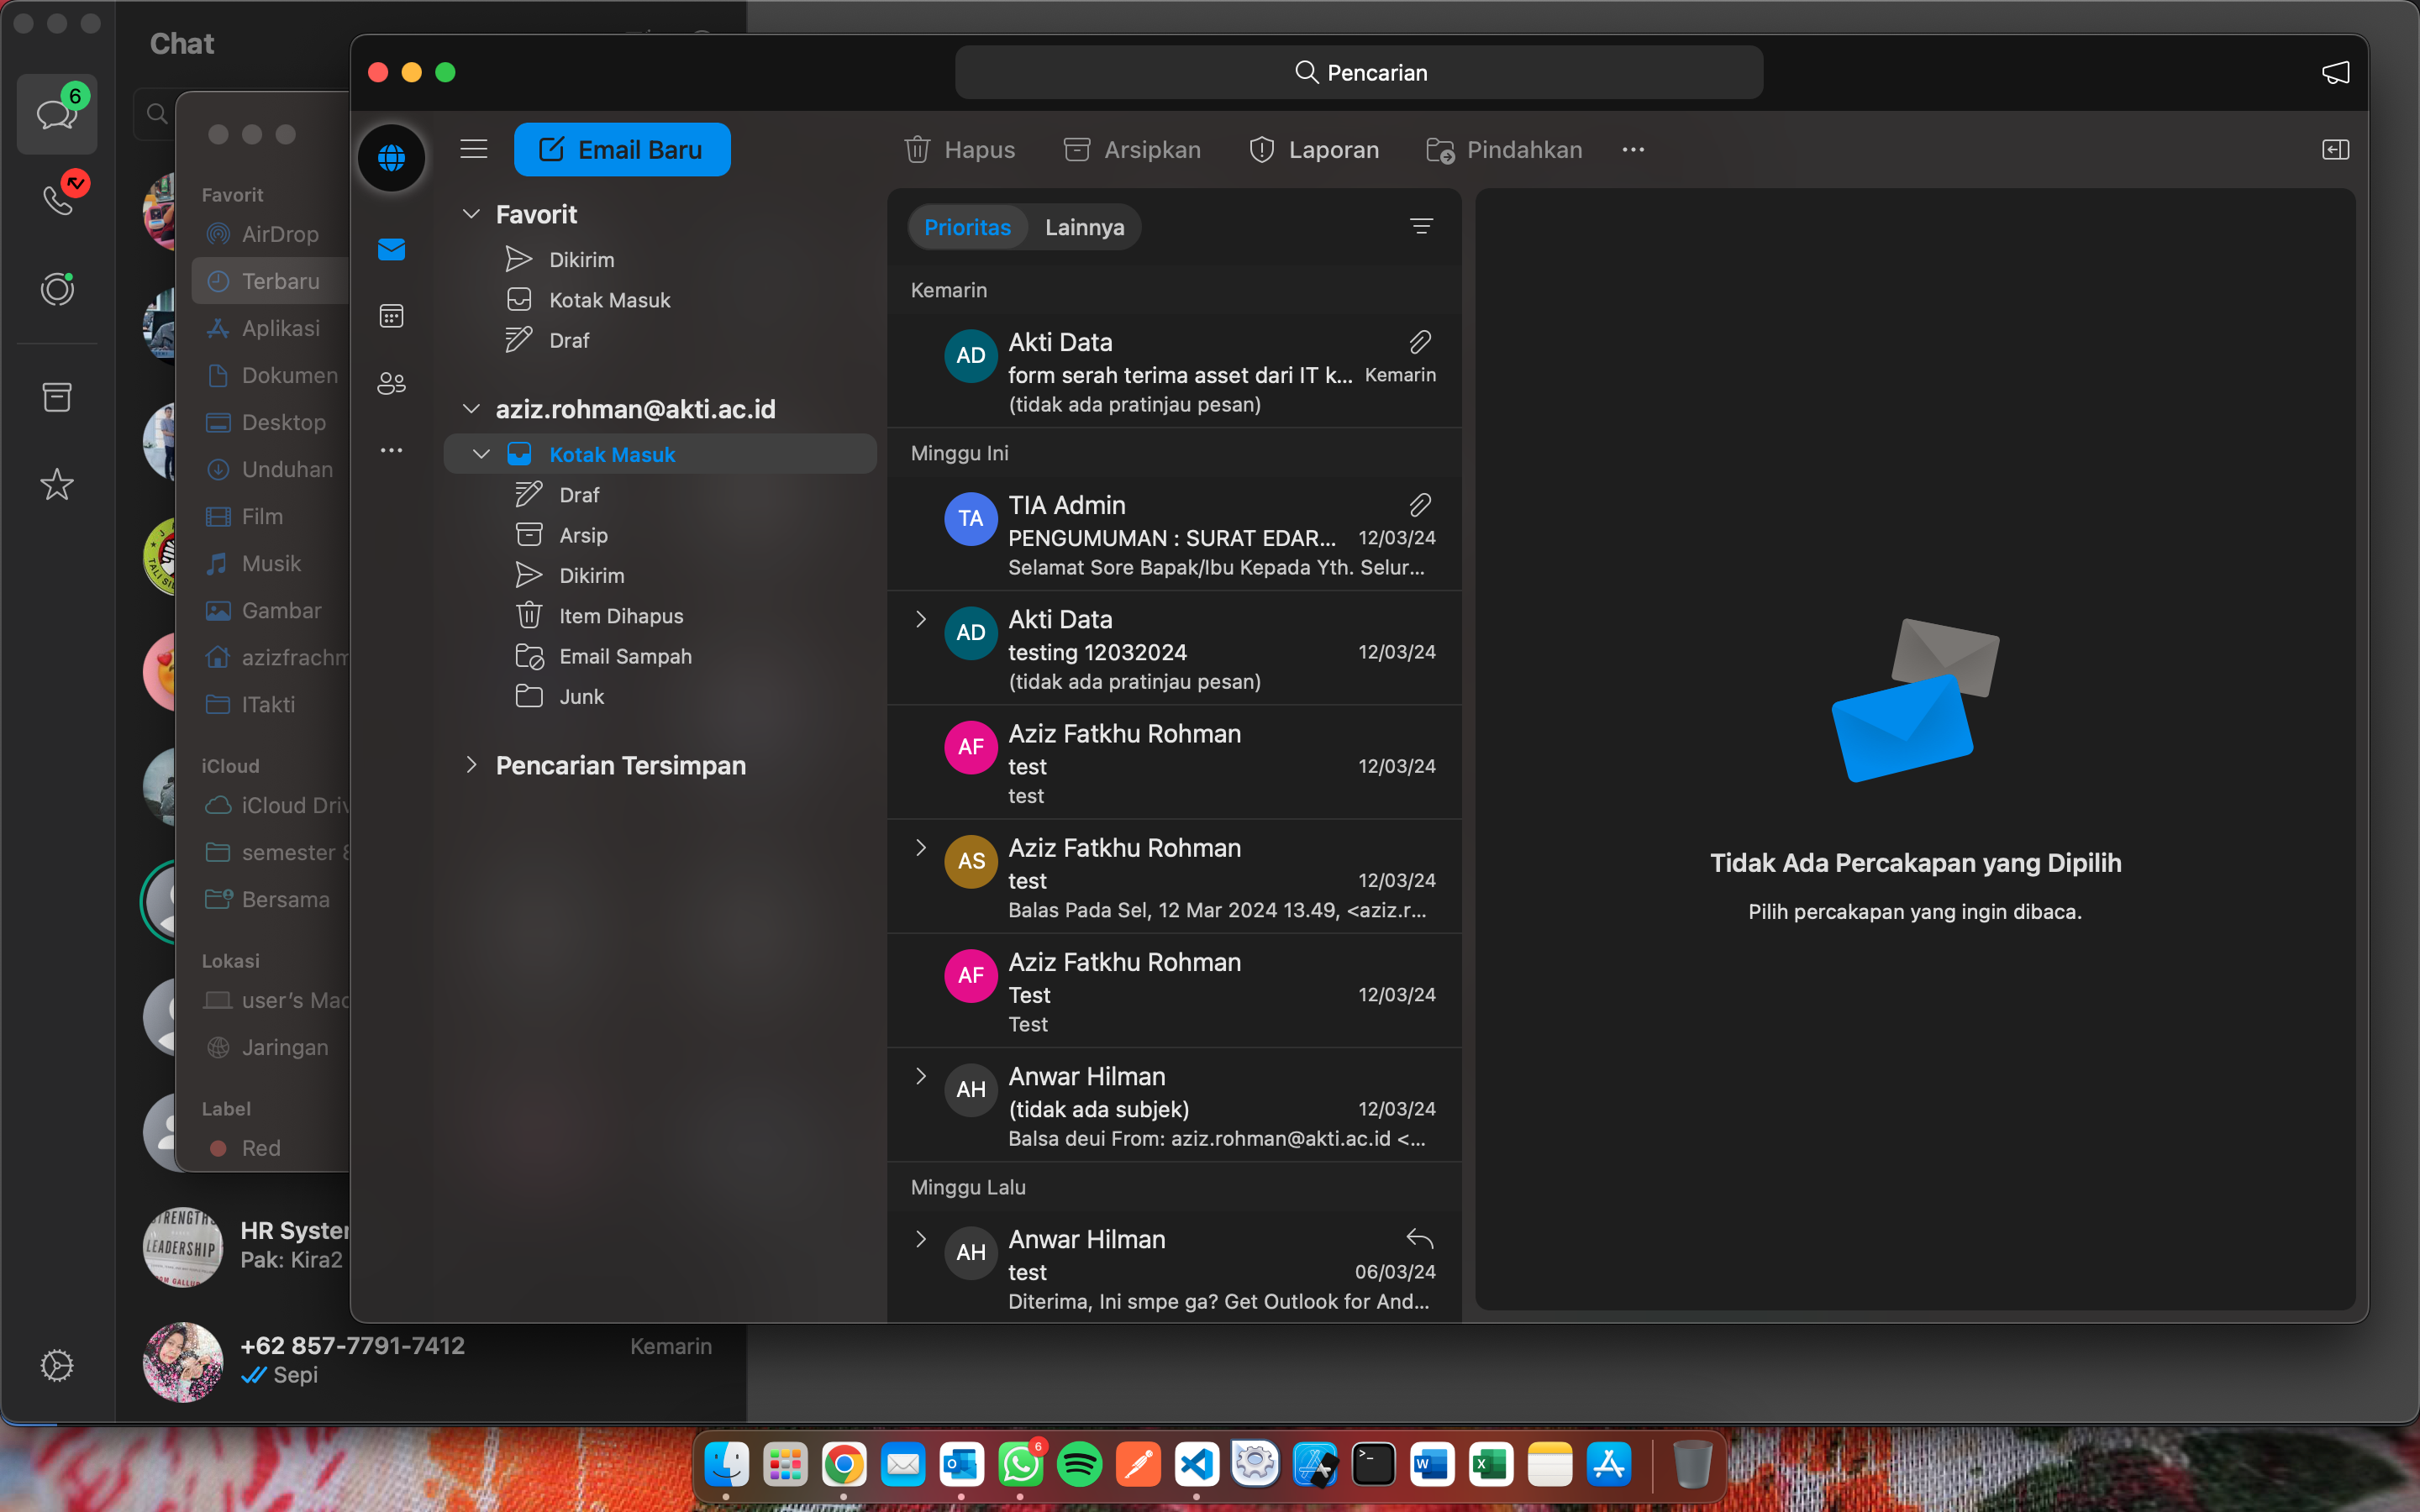 Chat
6
Favorit
AirDrop
Terbaru
Aplikasi
Dokumen
Desktop
Unduhan
Film
Musik
Gambar
azizfrachm
ITakti
iCloud
iCloud Driv
semester 8
Bersama
Lokasi
user’s Mac
Jaringan
Label
Red
HR System
Pak: Kira2
+62 857-7791-7412
Kemarin
Sepi
Pencarian
Email Baru
Hapus
Arsipkan
Laporan
Pindahkan
Favorit
Dikirim
Kotak Masuk
Draf
aziz.rohman@akti.ac.id
Kotak Masuk
Draf
Arsip
Dikirim
Item Dihapus
Email Sampah
Junk
Pencarian Tersimpan
Prioritas Lainnya
Kemarin
AD
Akti Data
form serah terima asset dari IT k... Kemarin
(tidak ada pratinjau pesan)
Minggu Ini
TA
TIA Admin
PENGUMUMAN : SURAT EDAR... 12/03/24
Selamat Sore Bapak/Ibu Kepada Yth. Selur...
AD
Akti Data
testing 12032024 12/03/24
(tidak ada pratinjau pesan)
AF
Aziz Fatkhu Rohman
test 12/03/24
test
AS
Aziz Fatkhu Rohman
test 12/03/24
Balas Pada Sel, 12 Mar 2024 13.49, <aziz.r...
AF
Aziz Fatkhu Rohman
Test 12/03/24
Test
AH
Anwar Hilman
(tidak ada subjek) 12/03/24
Balsa deui From: aziz.rohman@akti.ac.id <...
Minggu Lalu
AH
Anwar Hilman
test 06/03/24
Diterima, Ini smpe ga? Get Outlook for And...
Tidak Ada Percakapan yang Dipilih
Pilih percakapan yang ingin dibaca.
STRENGTHS
LEADERSHIP
TALI SI
6